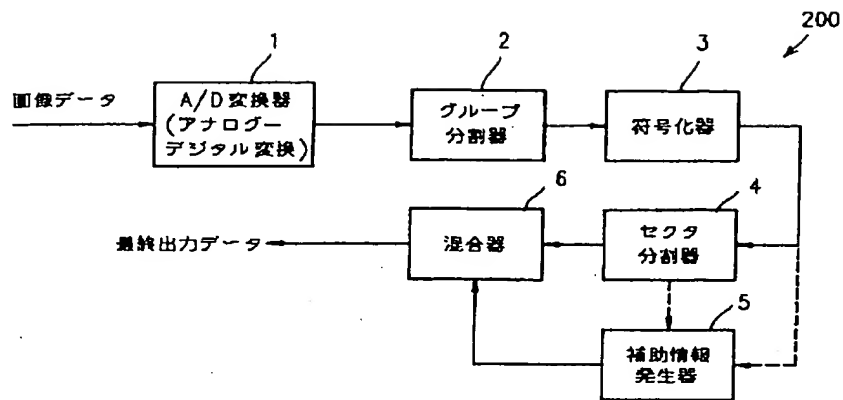 200
1
2
3
画像データ
A/D変換器
(アナログー
デジタル変換)
グループ
分割器
符号化器
6
4
最終出力データ
混合器
セクタ
分割器
5
補助情報
発生器